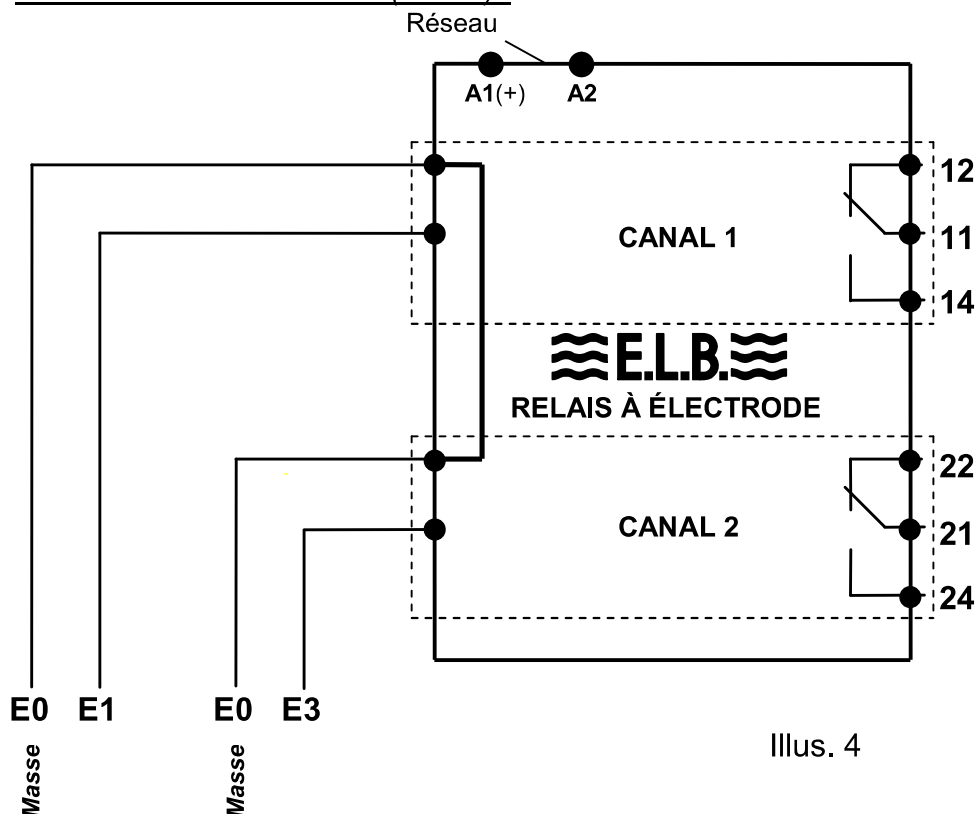 Réseau
A1(+) A2
12
CANAL 1
11
14
E.L.B.
RELAIS À ÉLECTRODE
22
CANAL 2
21
24
E0 E1 E0 E3
Masse Masse
Illus. 4